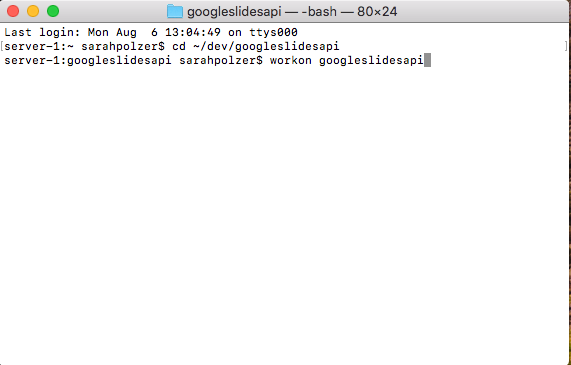 googleslidesapi — -bash — 80×24
Last login: Mon Aug  6 13:04:49 on ttys000
[server-1:~ sarahpolzer$ cd ~/dev/googleslidesapi ]
server-1:googleslidesapi sarahpolzer$ workon googleslidesapi